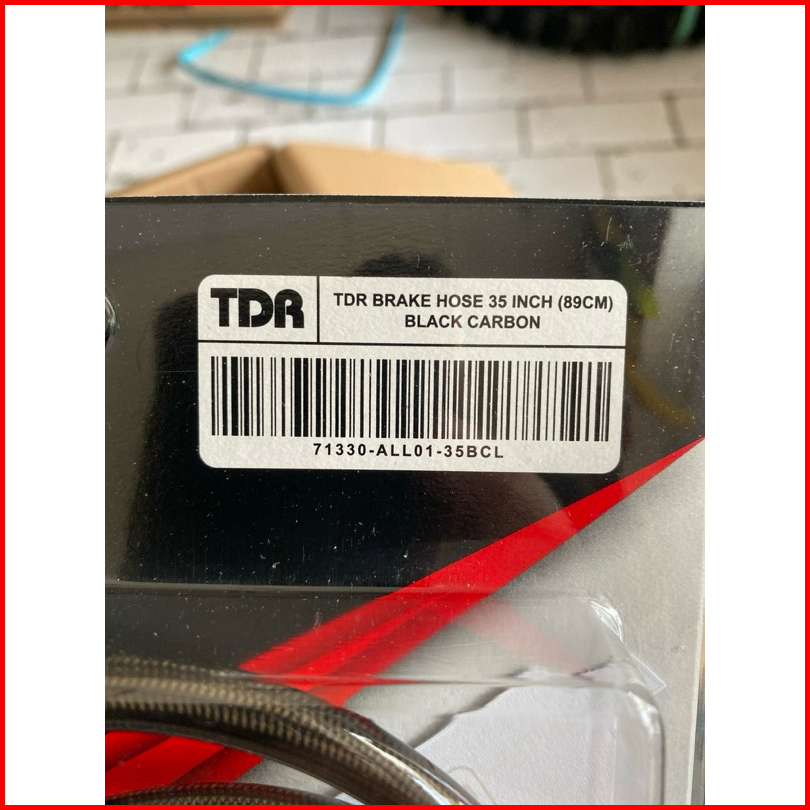 TDR
TDR BRAKE HOSE 35 INCH (89CM)
BLACK CARBON
71330-ALL01-35BCL